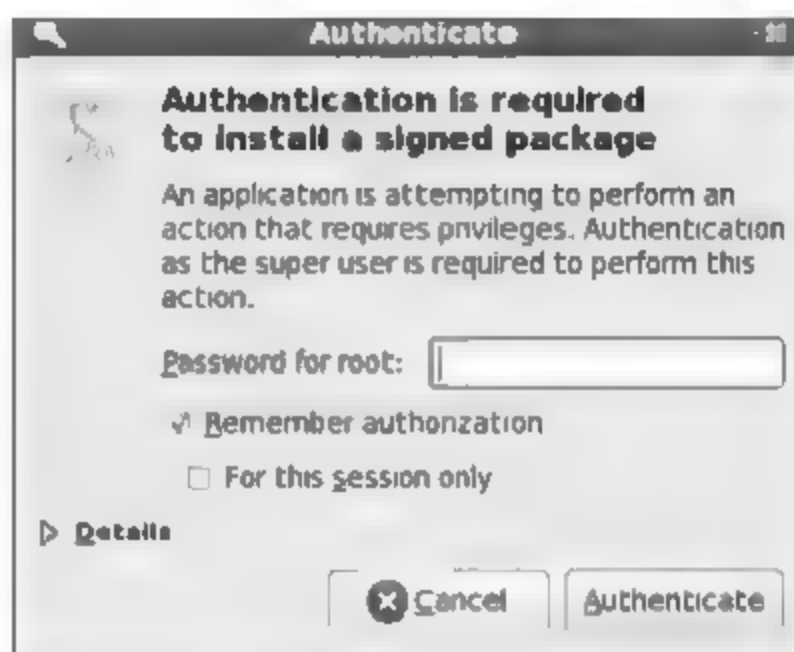 Authenticate
Authentication is required
to install a signed package
An application is attempting to perform an
action that requires privileges. Authentication
as the super user is required to perform this
action.
Password for root:
Remember authorization
For this session only
Details
Cancel Authenticate